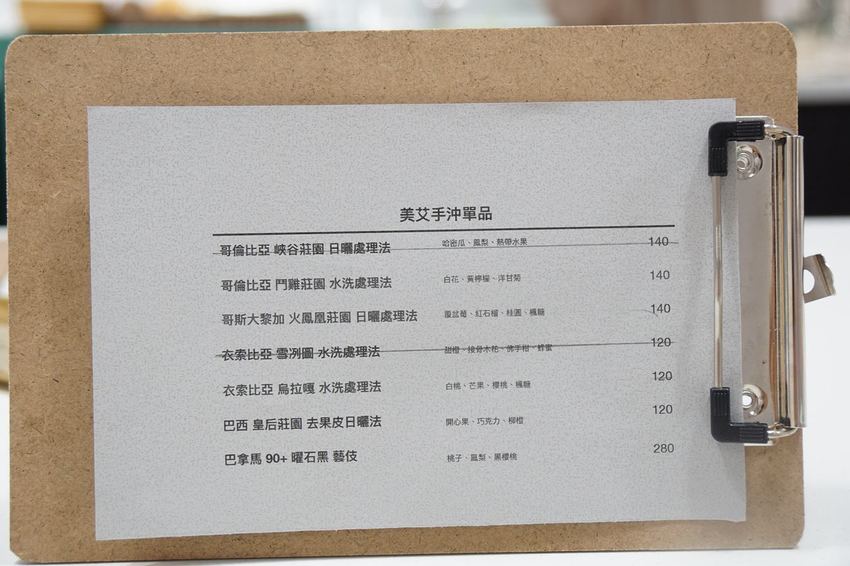 美艾手沖單品
哥倫比亞 峽谷莊園 日曬處理法 哈密瓜、鳳梨、熱帶水果 140
哥倫比亞 鬥雞莊園 水洗處理法 白花、黃檸檬、洋甘菊 140
哥斯大黎加 火鳳凰莊園 日曬處理法 覆盆莓、紅石榴、桂圓、楓糖 140
衣索比亞 雪冽圖 水洗處理法 甜橙、接骨木花、佛手柑、蜂蜜 120
衣索比亞 烏拉嘎 水洗處理法 白桃、芒果、櫻桃、楓糖 120
巴西 皇后莊園 去果皮日曬法 開心果、巧克力、柳橙 120
巴拿馬 90+ 曜石黑 藝伎 桃子、鳳梨、黑櫻桃 280